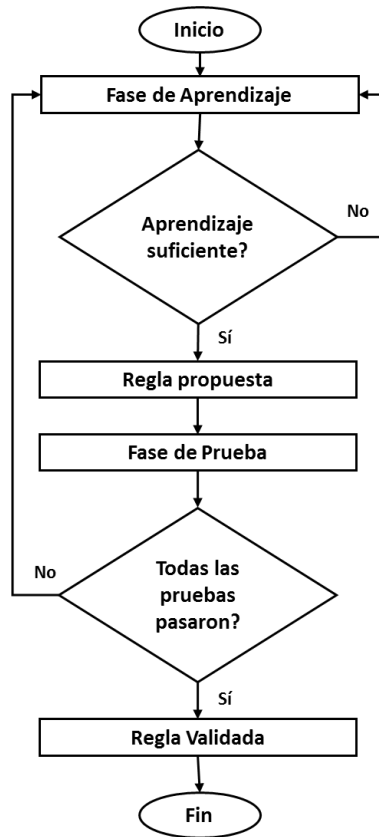 Inicio
Fase de Aprendizaje
Aprendizaje
suficiente?
No
Sí
Regla propuesta
Fase de Prueba
No
Todas las
pruebas
pasaron?
Sí
Regla Validada
Fin